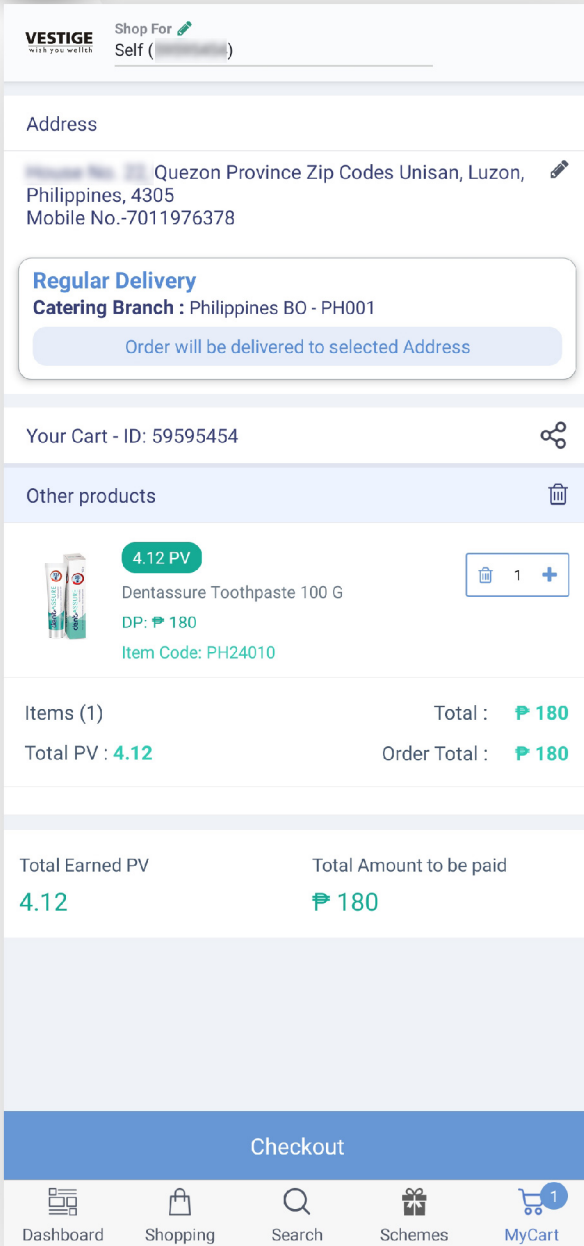 VESTIGE
wish you wellth
Shop For
Self ( )
Address
Quezon Province Zip Codes Unisan, Luzon,
Philippines, 4305
Mobile No.-7011976378
Regular Delivery
Catering Branch : Philippines BO - PH001
Order will be delivered to selected Address
Your Cart - ID: 59595454
Other products
4.12 PV
1
Dentassure Toothpaste 100 G
DP: ₱ 180
Item Code: PH24010
Items (1)
Total : ₱ 180
Total PV : 4.12
Order Total : ₱ 180
Total Earned PV
4.12
Total Amount to be paid
₱ 180
Checkout
1
Dashboard
Shopping
Search
Schemes
MyCart